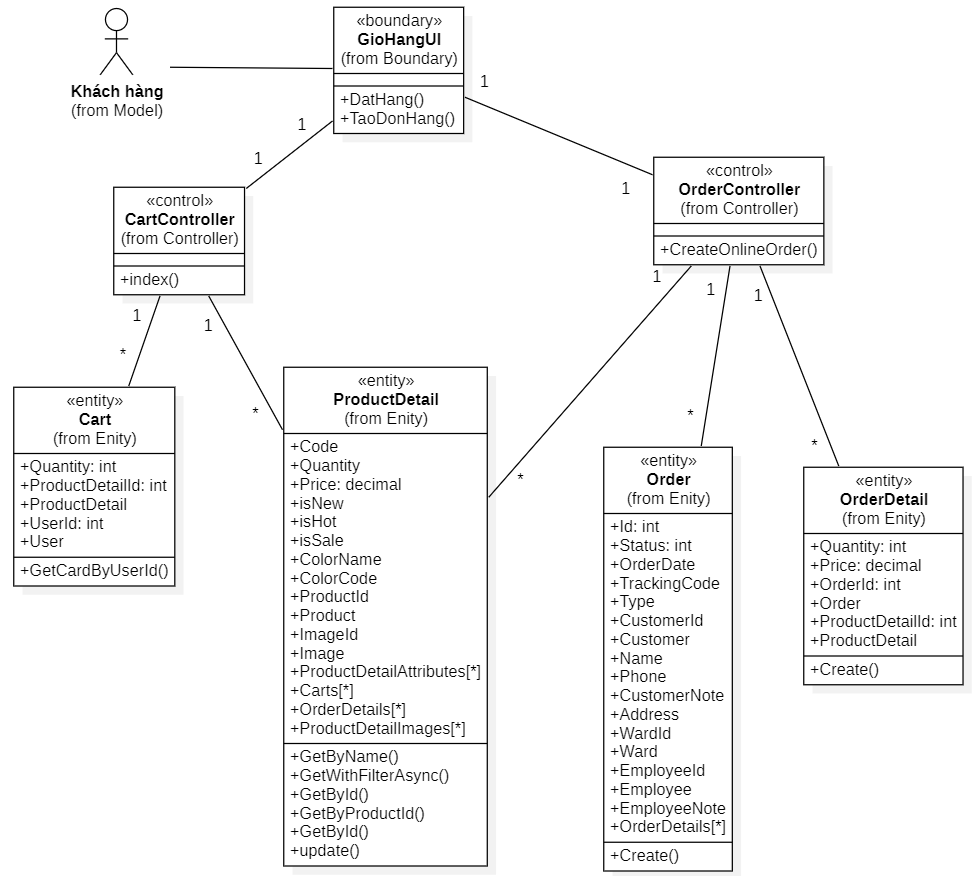 «boundary»
GioHangUI
(from Boundary)
+DatHang()
+TaoDonHang()
Khách hàng
(from Model)
1
1
1
1
«control»
CartController
(from Controller)
+index()
«control»
OrderController
(from Controller)
+CreateOnlineOrder()
1
*
1
*
1
*
1
*
1
*
«entity»
Cart
(from Enity)
+Quantity: int
+ProductDetailId: int
+ProductDetail
+UserId: int
+User
+GetCardByUserId()
«entity»
ProductDetail
(from Enity)
+Code
+Quantity
+Price: decimal
+isNew
+isHot
+isSale
+ColorName
+ColorCode
+ProductId
+Product
+ImageId
+Image
+ProductDetailAttributes[*]
+Carts[*]
+OrderDetails[*]
+ProductDetailImages[*]
+GetByName()
+GetWithFilterAsync()
+GetById()
+GetByProductId()
+GetById()
+update()
«entity»
Order
(from Enity)
+Id: int
+Status: int
+OrderDate
+TrackingCode
+Type
+CustomerId
+Customer
+Name
+Phone
+CustomerNote
+Address
+WardId
+Ward
+EmployeeId
+Employee
+EmployeeNote
+OrderDetails[*]
+Create()
«entity»
OrderDetail
(from Enity)
+Quantity: int
+Price: decimal
+OrderId: int
+Order
+ProductDetailId: int
+ProductDetail
+Create()